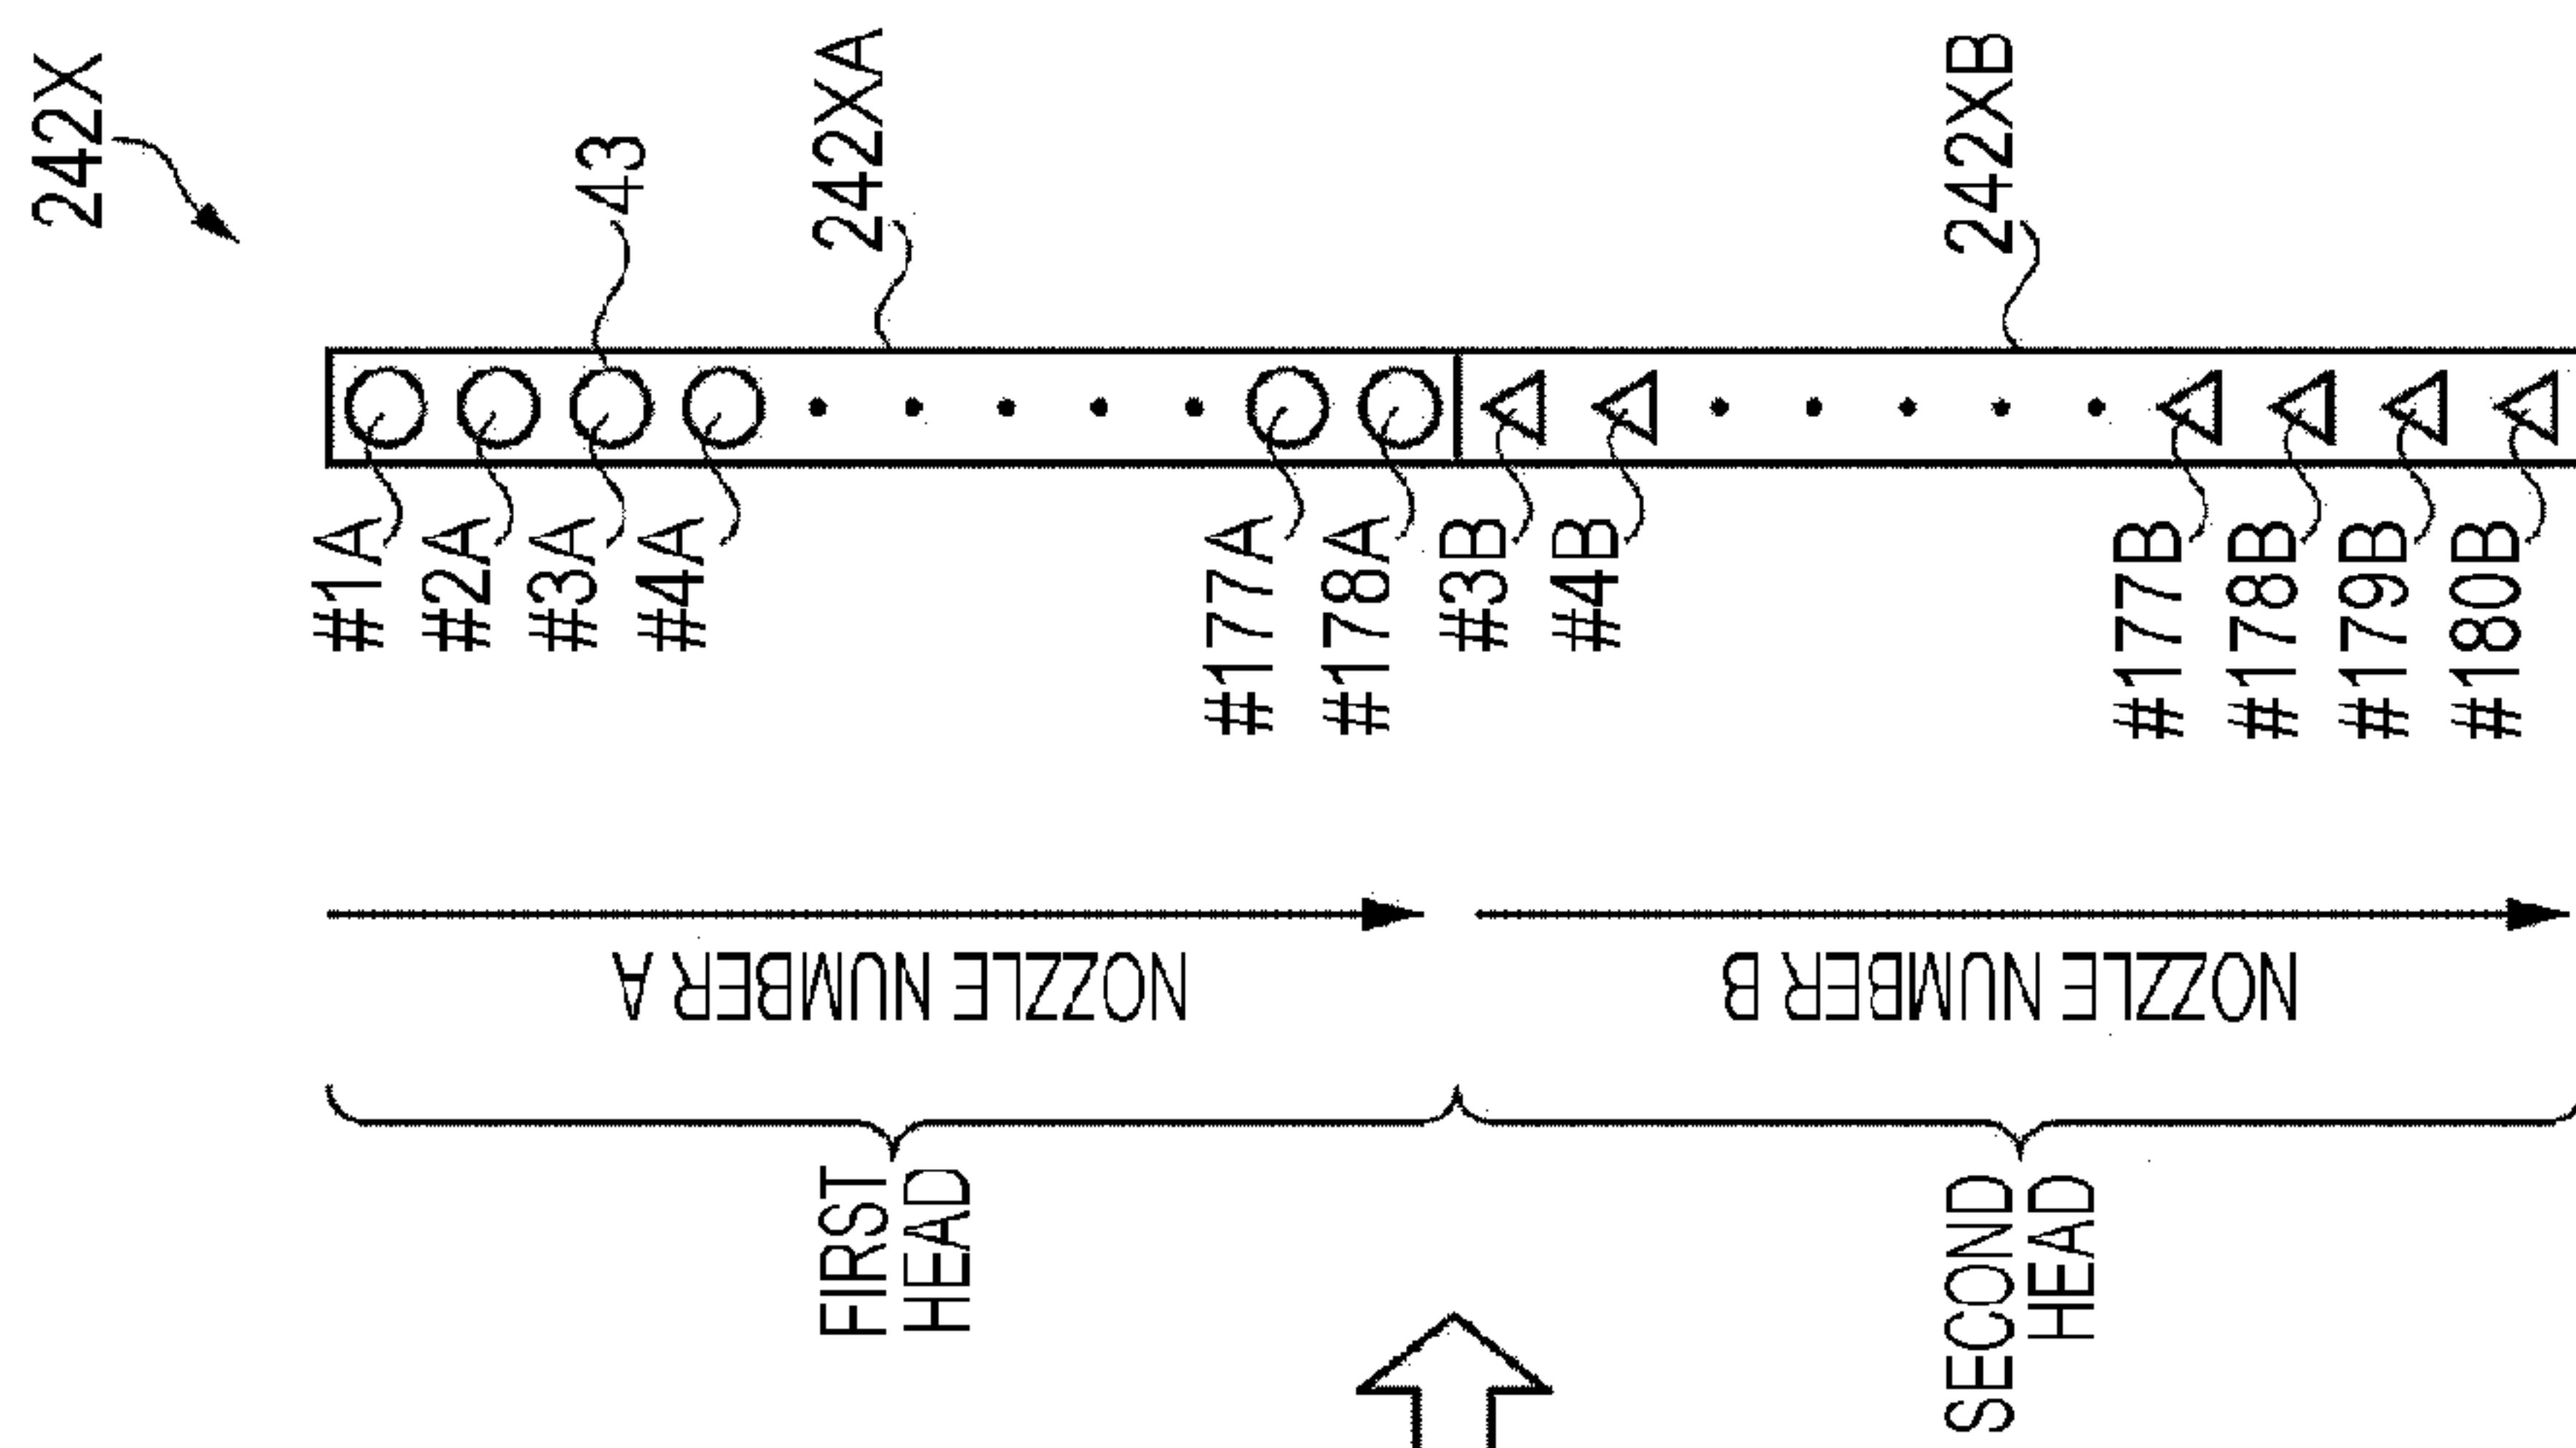 242X
43
242XA
242XB
#1A
#2A
#3A
#4A
#177A
#178A
#3B
#4B
#177B
#178B
#179B
#180B
NOZZLE NUMBER A
NOZZLE NUMBER B
FIRST
HEAD
SECOND
HEAD